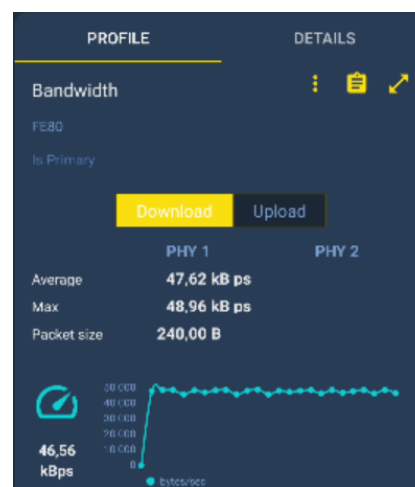 PROFILE DETAILS
Bandwidth
FE80
Is Primary
Download Upload
PHY 1 PHY 2
Average 47,62 kB ps
Max 48,96 kB ps
Packet size 240,00 B
50 000
40 000
30 000
20 000
10 000
0
46,56
kBps
bytes/sec